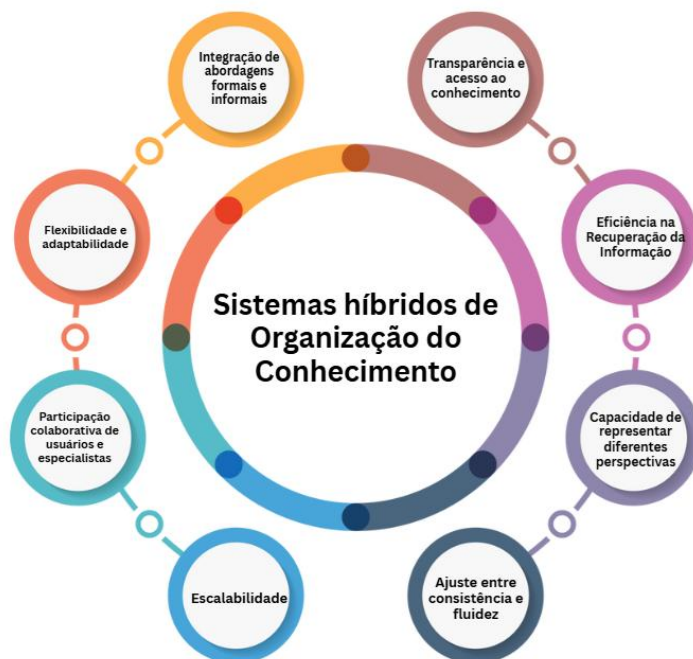 Integração de
abordagens
formais e
informais
Transparência e
acesso ao
conhecimento
Flexibilidade e
adaptabilidade
Eficiência na
Recuperação da
Informação
Sistemas híbridos de
Organização do
Conhecimento
Participação
colaborativa de
usuários e
especialistas
Capacidade de
representar
diferentes
perspectivas
Escalabilidade
Ajuste entre
consistência e
fluidez